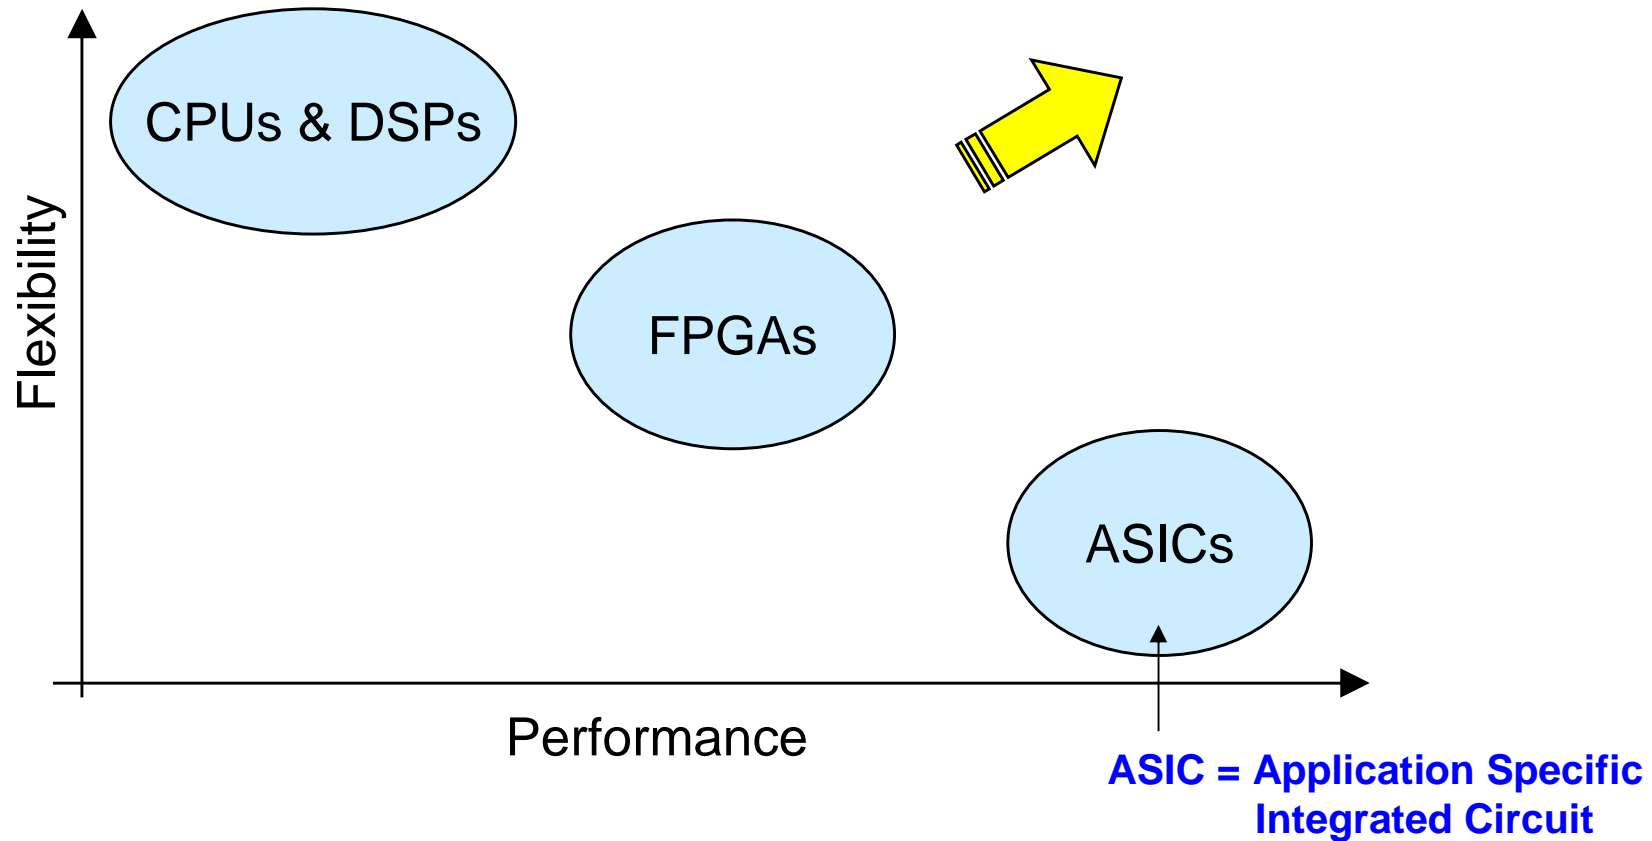 CPUs & DSPs
Flexibility
FPGAs
ASICs
Performance
ASIC = Application Specific
Integrated Circuit